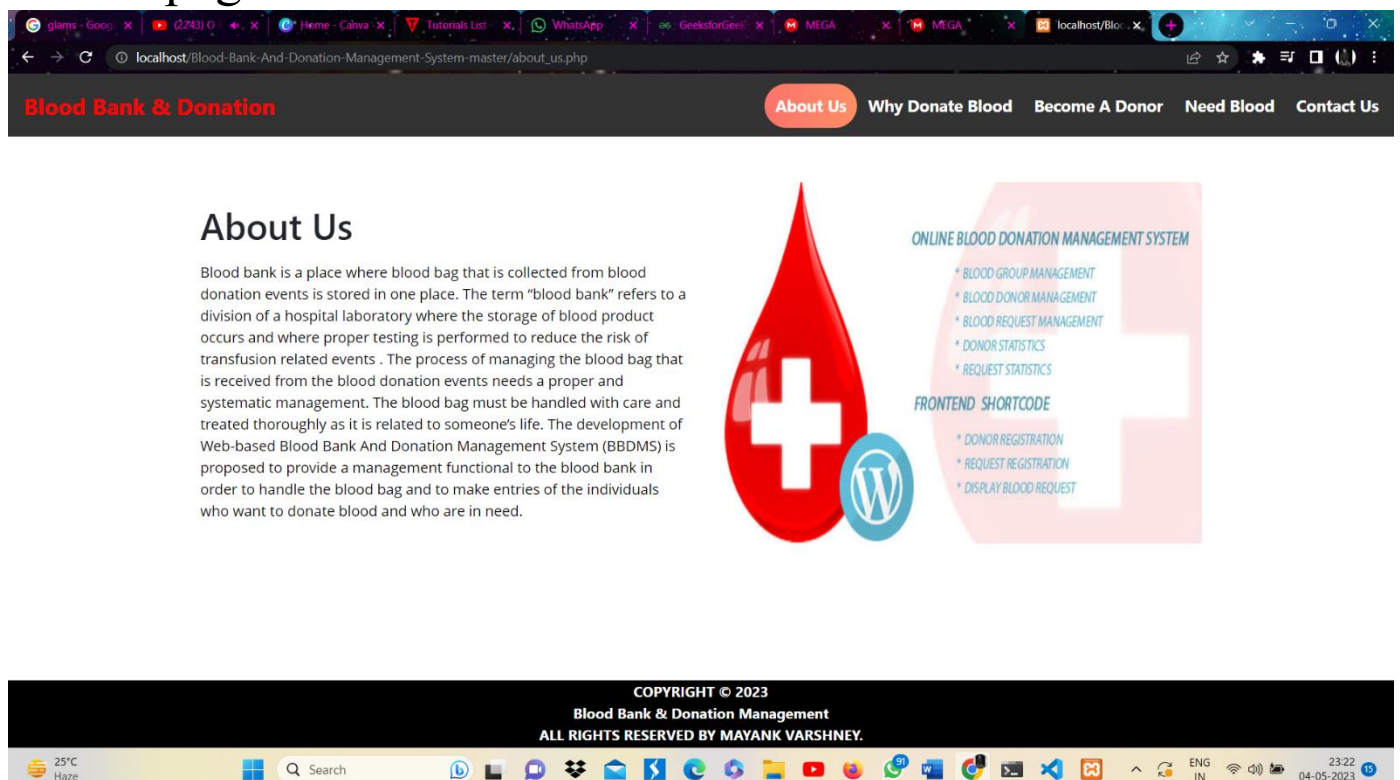 glams - Goog
(2243) O
Home - Canva
Tutorials List
WhatsApp
GeeksforGeek
MEGA
MEGA
localhost/Bloo
localhost/Blood-Bank-And-Donation-Management-System-master/about_us.php
Blood Bank & Donation
About Us
Why Donate Blood
Become A Donor
Need Blood
Contact Us
About Us
Blood bank is a place where blood bag that is collected from blood
donation events is stored in one place. The term “blood bank” refers to a
division of a hospital laboratory where the storage of blood product
occurs and where proper testing is performed to reduce the risk of
transfusion related events . The process of managing the blood bag that
is received from the blood donation events needs a proper and
systematic management. The blood bag must be handled with care and
treated thoroughly as it is related to someone’s life. The development of
Web-based Blood Bank And Donation Management System (BBDMS) is
proposed to provide a management functional to the blood bank in
order to handle the blood bag and to make entries of the individuals
who want to donate blood and who are in need.
ONLINE BLOOD DONATION MANAGEMENT SYSTEM
* BLOOD GROUP MANAGEMENT
* BLOOD DONOR MANAGEMENT
* BLOOD REQUEST MANAGEMENT
* DONOR STATISTICS
* REQUEST STATISTICS
FRONTEND SHORTCODE
* DONOR REGISTRATION
* REQUEST REGISTRATION
* DISPLAY BLOOD REQUEST
COPYRIGHT © 2023
Blood Bank & Donation Management
ALL RIGHTS RESERVED BY MAYANK VARSHNEY.
25°C
Haze
Search
91
ENG
IN
23:22
04-05-2023
15